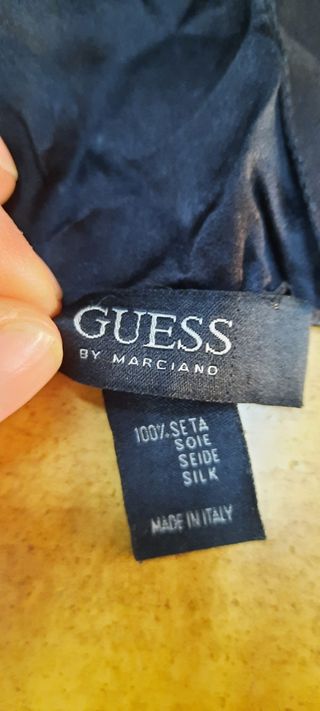 GUESS
BY MARCIANO
100% SETA
SOIE
SEIDE
SILK
MADE IN ITALY